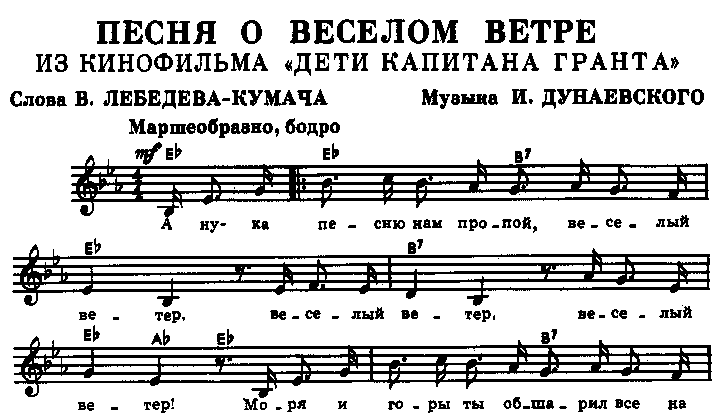 ПЕСНЯ О ВЕСЕЛОМ ВЕТРЕ
ИЗ КИНОФИЛЬМА «ДЕТИ КАПИТАНА ГРАНТА»
Слова В. ЛЕБЕДЕВА-КУМАЧА Музыка И. ДУНАЕВСКОГО
Маршеобразно, бодро
mf E♭ E♭ B7
4 4
А ну- ка пе - сню нам про-пой, ве-се-лый
E♭ B7
ве - тер, ве-се-лый ве - тер, ве-се-лый
E♭ A♭ E♭ B7
ве - тер! Мо-ря и го-ры ты об-ша-рил все на